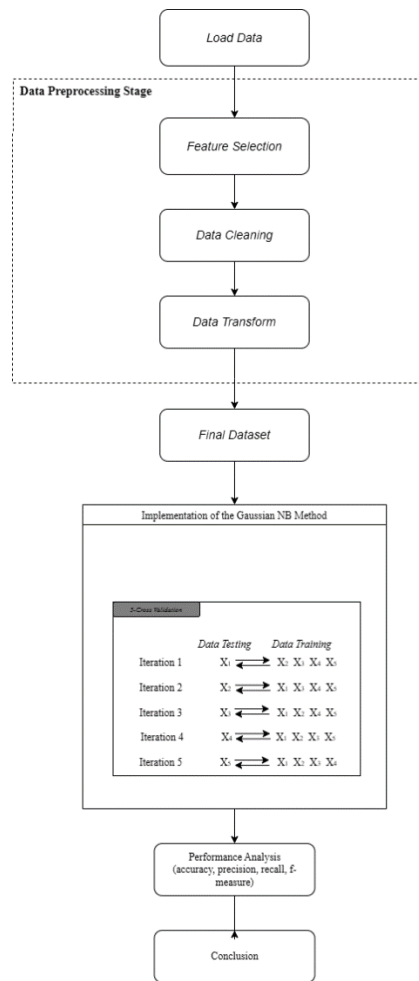 Load Data
Data Preprocessing Stage
Feature Selection
Data Cleaning
Data Transform
Final Dataset
Implementation of the Gaussian NB Method
5-Cross Validation
Data Testing Data Training
Iteration 1 X₁ X₂ X₃ X₄ X₅
Iteration 2 X₂ X₁ X₃ X₄ X₅
Iteration 3 X₃ X₁ X₂ X₄ X₅
Iteration 4 X₄ X₁ X₂ X₃ X₅
Iteration 5 X₅ X₁ X₂ X₃ X₄
Performance Analysis
(accuracy, precision, recall, f-
measure)
Conclusion